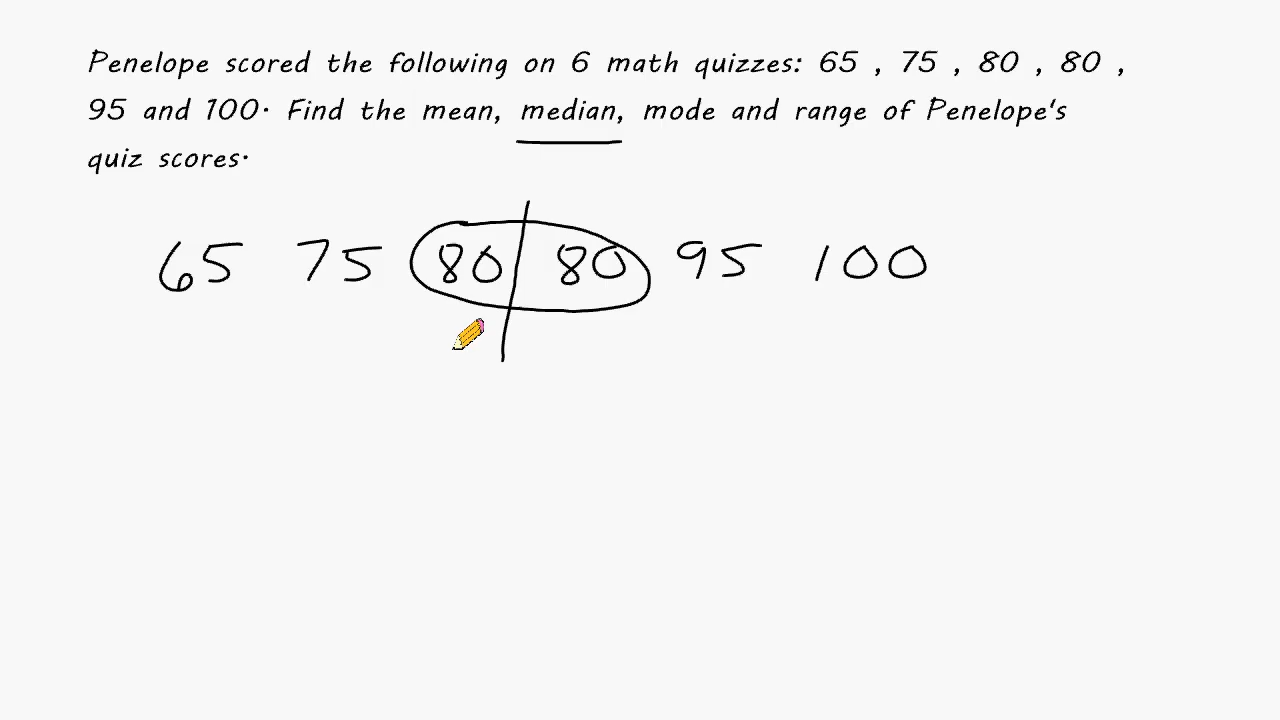 Penelope scored the following on 6 math quizzes: 65 , 75 , 80 , 80 ,
95 and 100. Find the mean, median, mode and range of Penelope's
quiz scores.
65 75 80 80 95 100